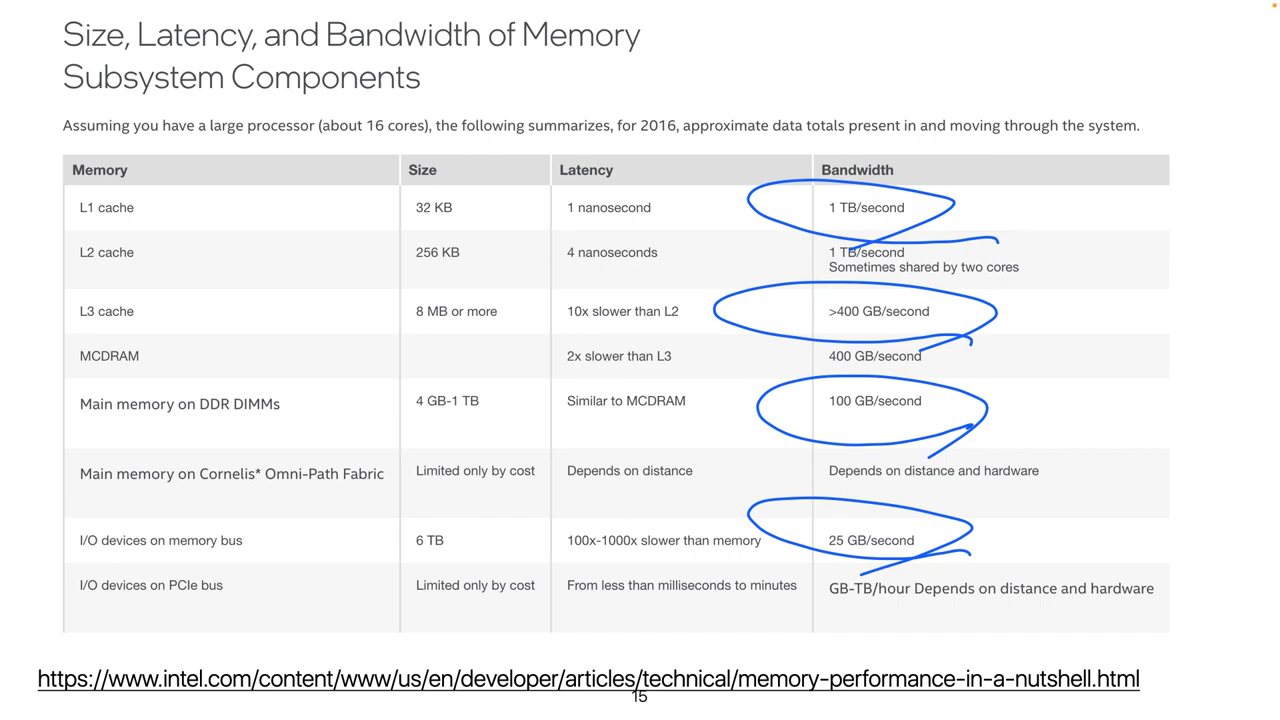 Size, Latency, and Bandwidth of Memory
Subsystem Components
Assuming you have a large processor (about 16 cores), the following summarizes, for 2016, approximate data totals present in and moving through the system.
Memory Size Latency Bandwidth
L1 cache 32 KB 1 nanosecond 1 TB/second
L2 cache 256 KB 4 nanoseconds 1 TB/second
Sometimes shared by two cores
L3 cache 8 MB or more 10x slower than L2 >400 GB/second
MCDRAM 2x slower than L3 400 GB/second
Main memory on DDR DIMMs 4 GB-1 TB Similar to MCDRAM 100 GB/second
Main memory on Cornelis* Omni-Path Fabric Limited only by cost Depends on distance Depends on distance and hardware
I/O devices on memory bus 6 TB 100x-1000x slower than memory 25 GB/second
I/O devices on PCIe bus Limited only by cost From less than milliseconds to minutes GB-TB/hour Depends on distance and hardware
https://www.intel.com/content/www/us/en/developer/articles/technical/memory-performance-in-a-nutshell.html
15